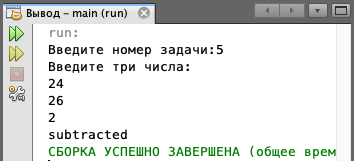 Вывод – main (run)
run:
Введите номер задачи:5
Введите три числа:
24
26
2
subtracted
СБОРКА УСПЕШНО ЗАВЕРШЕНА (общее врем